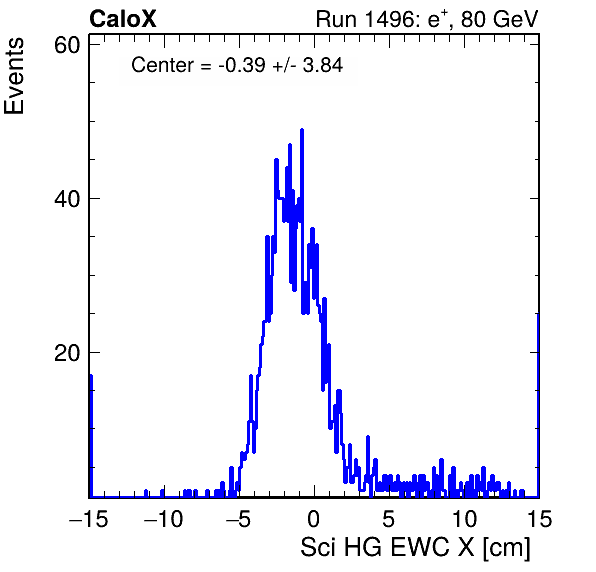 CaloX
Run 1496: e+, 80 GeV
Events
Center = -0.39 +/- 3.84
60
40
20
−15 −10 −5 0 5 10 15
Sci HG EWC X [cm]